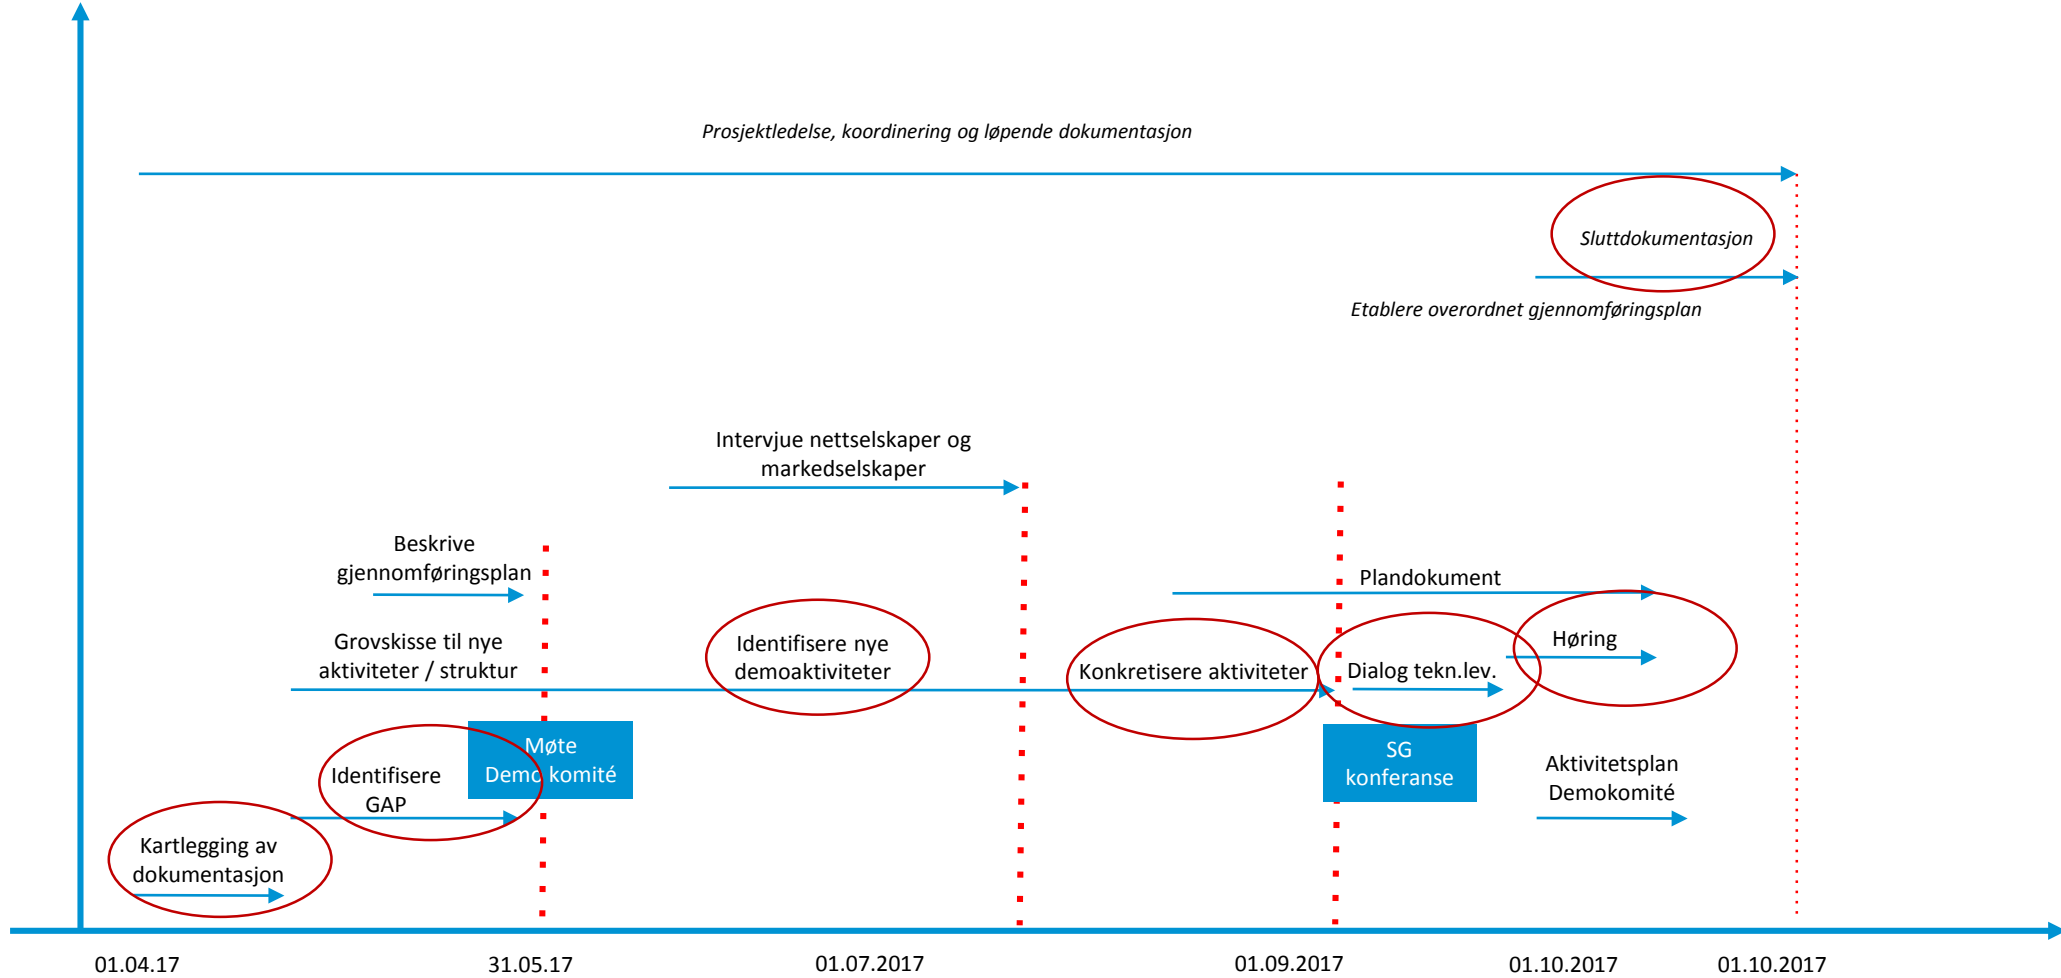 Prosjektledelse, koordinering og løpende dokumentasjon
Sluttdokumentasjon
Etablere overordnet gjennomføringsplan
Intervjue nettselskaper og
markedselskaper
Beskrive
gjennomføringsplan
Plandokument
Grovskisse til nye
aktiviteter / struktur
Identifisere nye
demoaktiviteter
Konkretisere aktiviteter
Dialog tekn.lev.
Høring
Møte
Demo komité
SG
konferanse
Identifisere
GAP
Aktivitetsplan
Demokomité
Kartlegging av
dokumentasjon
01.04.17
31.05.17
01.07.2017
01.09.2017
01.10.2017
01.10.2017